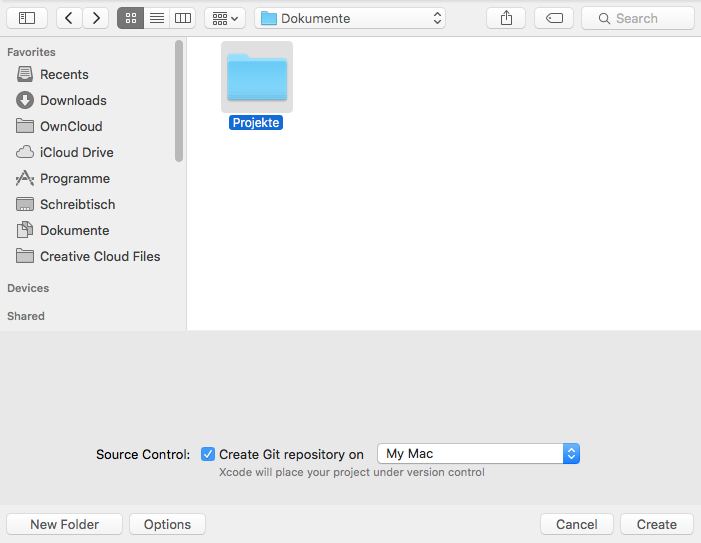 Dokumente
Search
Favorites
Recents
Downloads
OwnCloud
iCloud Drive
Programme
Schreibtisch
Dokumente
Creative Cloud Files
Devices
Shared
Projekte
Source Control: Create Git repository on My Mac
Xcode will place your project under version control
New Folder Options Cancel Create